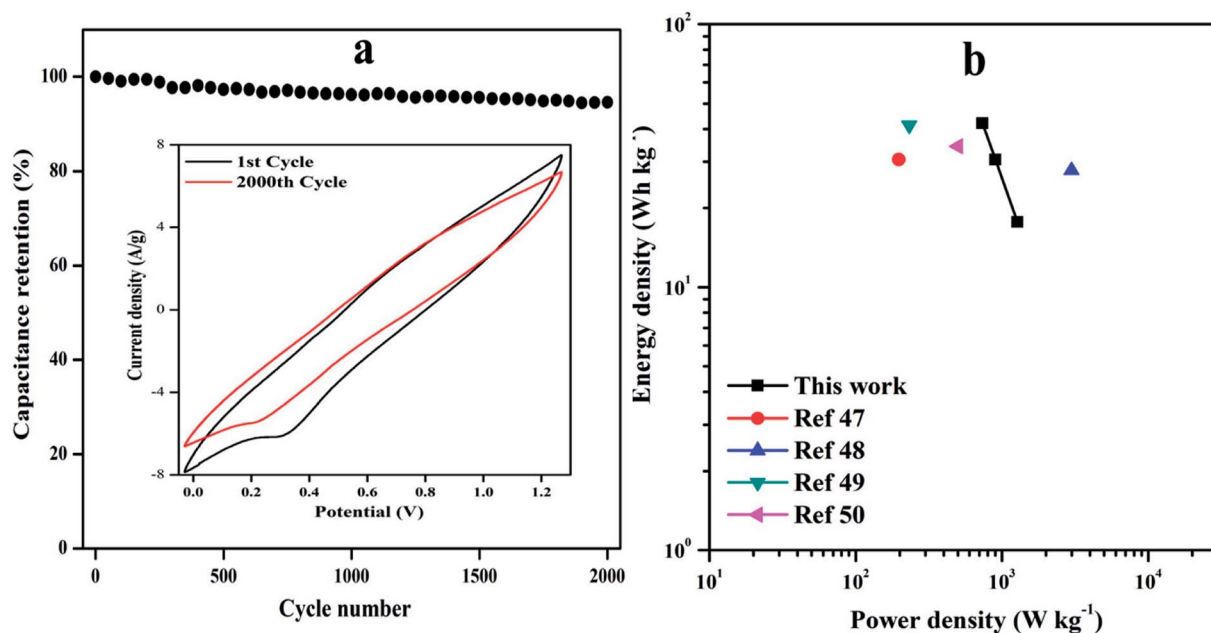 a
Capacitance retention (%)
100
80
60
40
20
0
0
500
1000
1500
2000
Cycle number
1st Cycle
2000th Cycle
Current density (A/g)
8
4
0
-4
-8
0.0
0.2
0.4
0.6
0.8
1.0
1.2
Potential (V)
b
Energy density (Wh kg⁻¹)
10²
10¹
10⁰
10¹
10²
10³
10⁴
Power density (W kg⁻¹)
This work
Ref 47
Ref 48
Ref 49
Ref 50